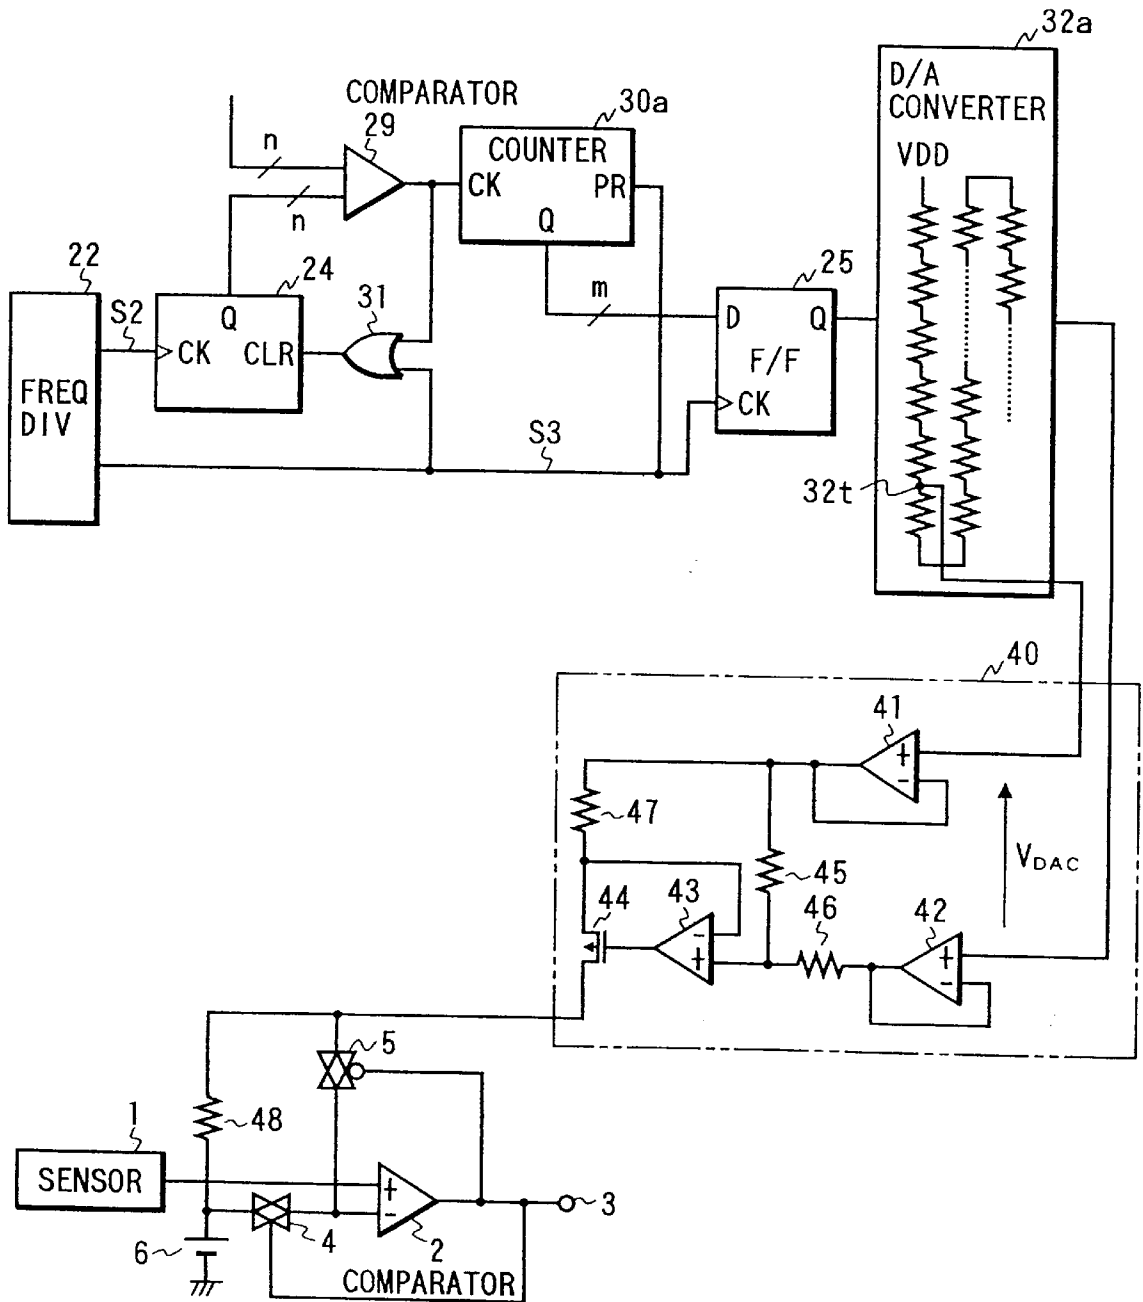 32a
D/A
CONVERTER
VDD
COMPARATOR
30a
29
n
COUNTER
CK
PR
Q
n
22
24
31
25
S2
Q
m
D
Q
CK
CLR
F/F
FREQ
DIV
CK
S3
32t
40
41
+
-
47
VDAC
45
44
43
46
42
-
+
+
-
5
48
1
SENSOR
+
-
3
4
2
6
COMPARATOR